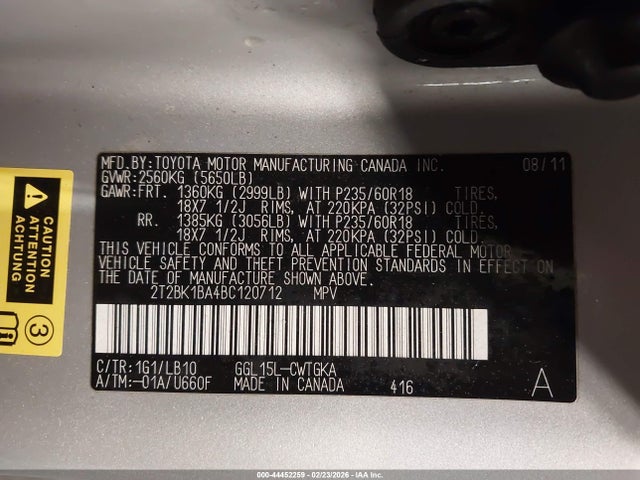 MFD.BY:TOYOTA MOTOR MANUFACTURING CANADA INC. 08/11
GVWR:2560KG (5650LB)
GAWR:FRT. 1360KG (2999LB) WITH P235/60R18 TIRES,
18X7 1/2J RIMS, AT 220KPA (32PSI) COLD.
RR. 1385KG (3056LB) WITH P235/60R18 TIRES,
18X7 1/2J RIMS, AT 220KPA (32PSI) COLD.
THIS VEHICLE CONFORMS TO ALL APPLICABLE FEDERAL MOTOR
VEHICLE SAFETY AND THEFT PREVENTION STANDARDS IN EFFECT ON
THE DATE OF MANUFACTURE SHOWN ABOVE.
2T2BK1BA4BC120712 MPV
C/TR:1G1/LB10 GGL15L-CWTGKA
A/TM:-01A/U660F MADE IN CANADA 416 A
CAUTION
ATTENTION
ACHTUNG
3
000-44452259 - 02/23/2026 - IAA Inc.